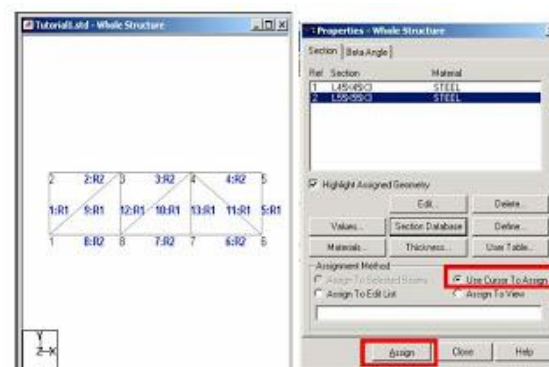 Tutorial1.std - Whole Structure
2 2:R2 3 3:R2 4 4:R2 5
1:R1 9:R1 12:R1 10:R1 13:R1 11:R1 5:R1
1 8:R2 8 7:R2 7 6:R2 6
Y
Z X
Properties - Whole Structure
Section Beta Angle
Ref Section Material
1 STEEL
2 STEEL
Highlight Assigned Geometry
Edit... Delete...
Values... Section Database Define...
Materials... Thickness... User Table...
Assignment Method
Assign To Selected Beams Use Cursor To Assign
Assign To Edit List Assign To View
Assign Close Help